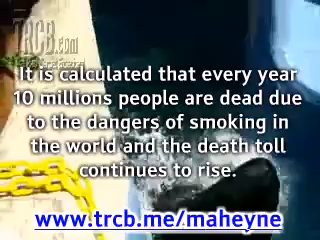 TRCB.com
It is calculated that every year
10 millions people are dead due
to the dangers of smoking in
the world and the death toll
continues to rise.
www.trcb.me/maheyne